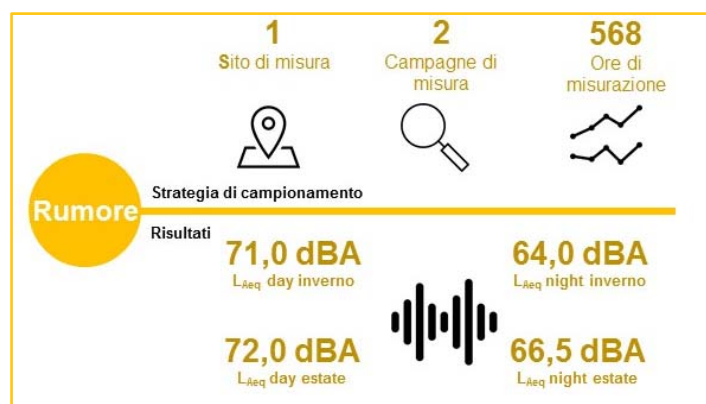 1
Sito di misura
2
Campagne di
misura
568
Ore di
misurazione
Strategia di campionamento
Rumore
Risultati
71,0 dBA
LAeq day inverno
64,0 dBA
LAeq night inverno
72,0 dBA
LAeq day estate
66,5 dBA
LAeq night estate